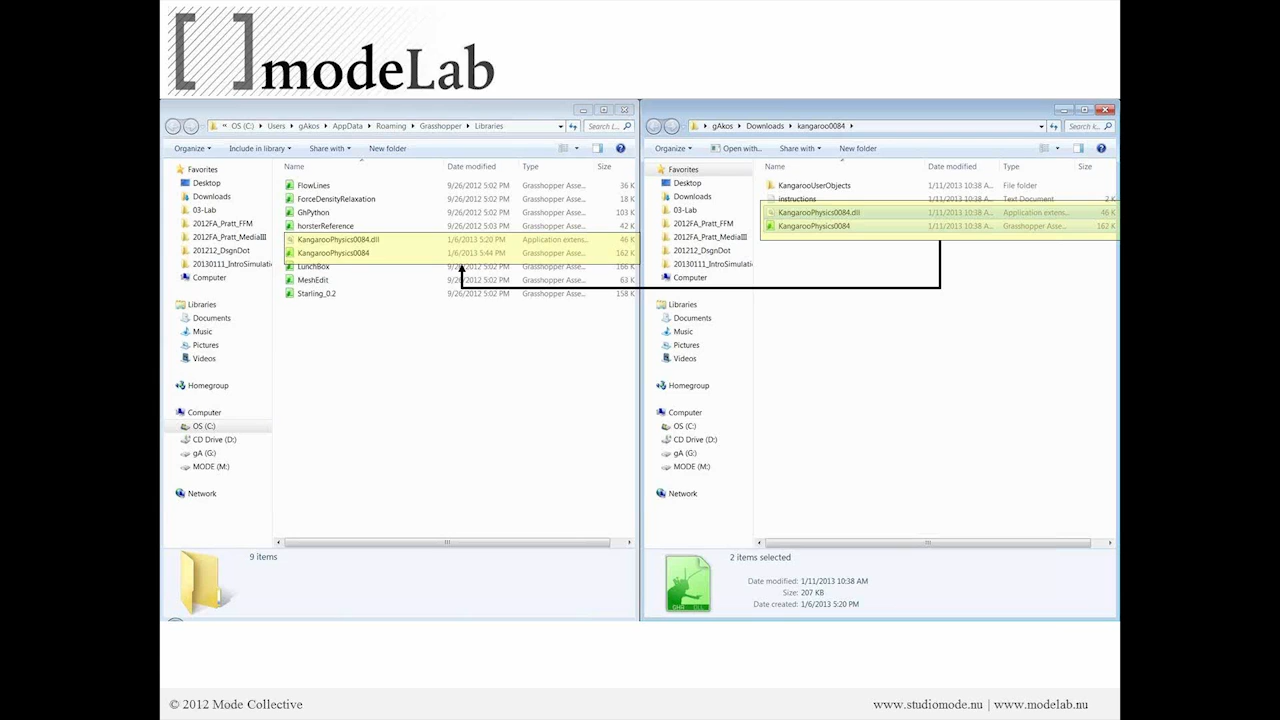 [ ] modeLab
« OS (C:) ▸ Users ▸ gAkos ▸ AppData ▸ Roaming ▸ Grasshopper ▸ Libraries
Search L...
Organize Include in library Share with New folder
Favorites
Desktop
Downloads
03-Lab
2012FA_Pratt_FFM
2012FA_Pratt_MediaIII
201212_DsgnDot
20130111_IntroSimulati
Computer
Libraries
Documents
Music
Pictures
Videos
Homegroup
Computer
OS (C:)
CD Drive (D:)
gA (G:)
MODE (M:)
Network
Name Date modified Type Size
FlowLines 9/26/2012 5:02 PM Grasshopper Asse... 36 K
ForceDensityRelaxation 9/26/2012 5:02 PM Grasshopper Asse... 42 K
GhPython 9/26/2012 5:02 PM Grasshopper Asse... 103 K
horsterReference 9/26/2012 5:02 PM Grasshopper Asse... 42 K
KangarooPhysics0084.dll 1/6/2013 5:20 PM Application exten... 46 K
KangarooPhysics0084 1/6/2013 5:44 PM Grasshopper Asse... 162 K
LunchBox 9/26/2012 5:02 PM Grasshopper Asse... 166 K
MeshEdit 9/26/2012 5:02 PM Grasshopper Asse... 63 K
Starling_0.2 9/26/2012 5:02 PM Grasshopper Asse... 158 K
9 items
gAkos ▸ Downloads ▸ kangaroo0084 ▸
Search k...
Organize Open with... Share with New folder
Favorites
Desktop
Downloads
03-Lab
2012FA_Pratt_FFM
2012FA_Pratt_MediaIII
201212_DsgnDot
20130111_IntroSimulati
Computer
Libraries
Documents
Music
Pictures
Videos
Homegroup
Computer
OS (C:)
CD Drive (D:)
gA (G:)
MODE (M:)
Network
Name Date modified Type Size
KangarooUserObjects 1/11/2013 10:38 A... File folder
instructions 1/11/2013 10:38 A... Text Document 2 K
KangarooPhysics0084.dll 1/11/2013 10:38 A... Application extens... 46 K
KangarooPhysics0084 1/11/2013 10:38 A... Grasshopper Asse... 162 K
2 items selected
Date modified: 1/11/2013 10:38 AM
Size: 207 KB
Date created: 1/6/2013 5:20 PM
© 2012 Mode Collective
www.studiomode.nu | www.modelab.nu